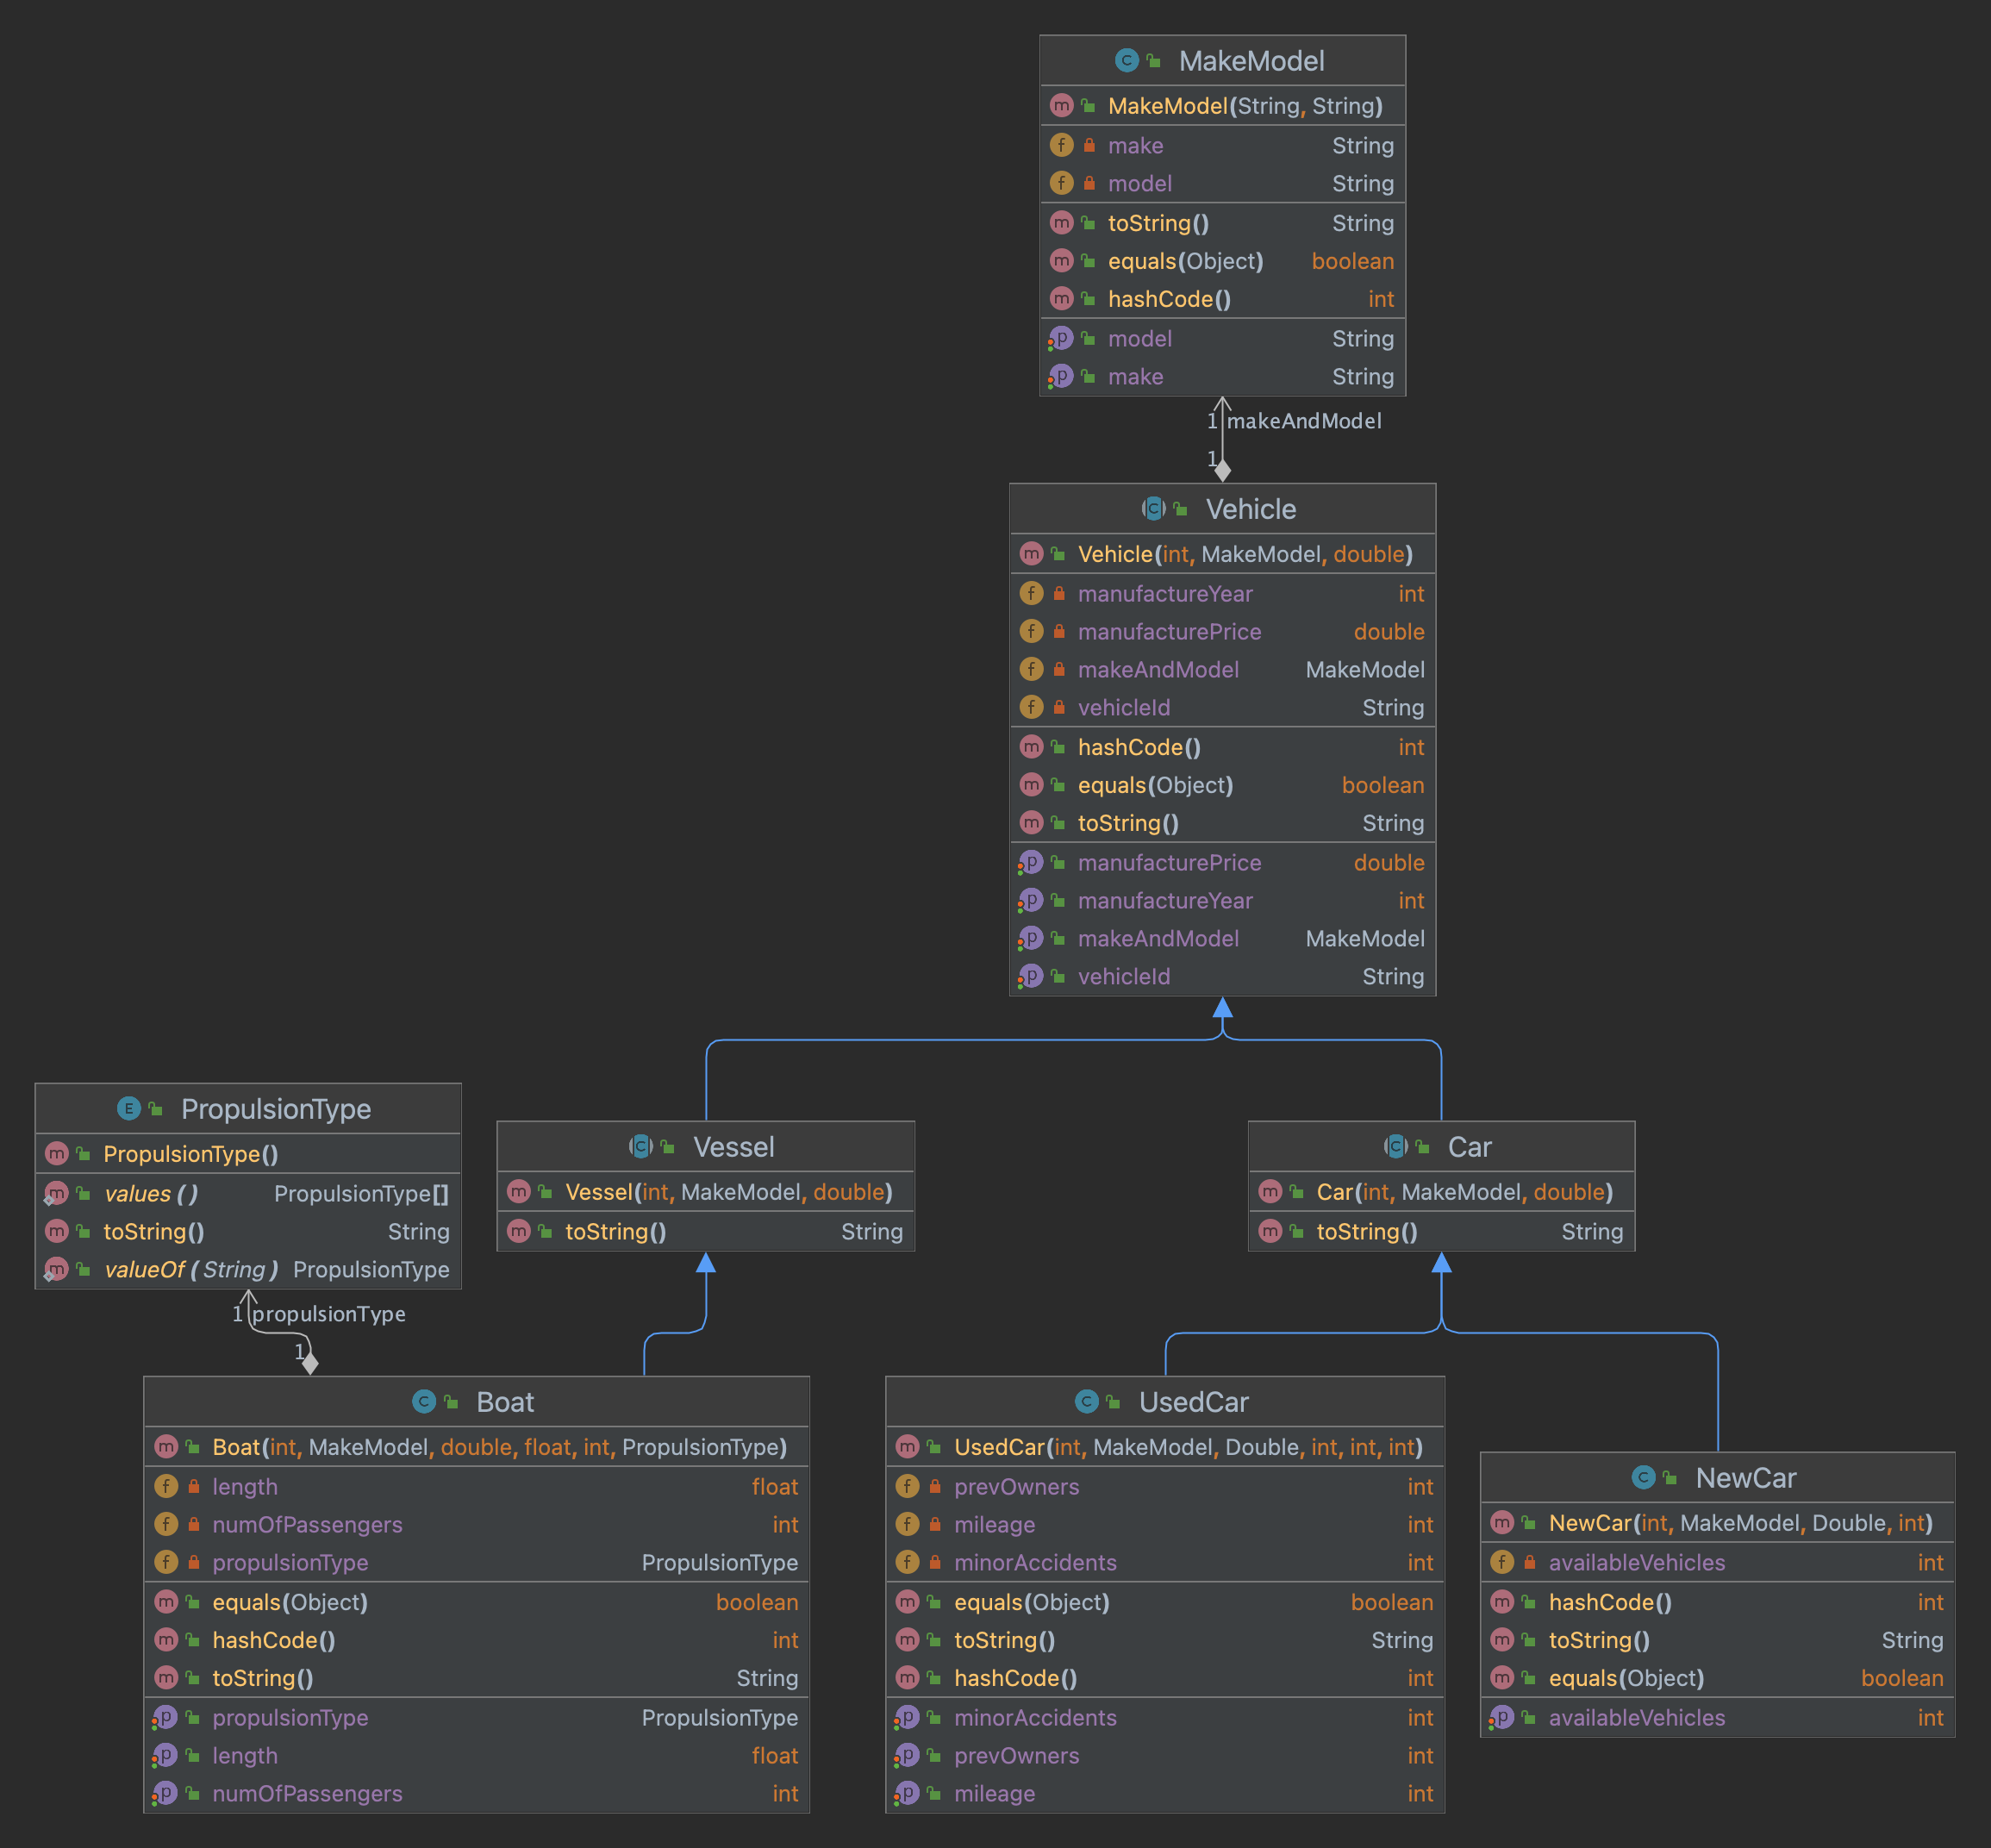 MakeModel
MakeModel(String, String)
make String
model String
toString() String
equals(Object) boolean
hashCode() int
model String
make String
1 makeAndModel
1
Vehicle
Vehicle(int, MakeModel, double)
manufactureYear int
manufacturePrice double
makeAndModel MakeModel
vehicleId String
hashCode() int
equals(Object) boolean
toString() String
manufacturePrice double
manufactureYear int
makeAndModel MakeModel
vehicleId String
PropulsionType
PropulsionType()
values() PropulsionType[]
toString() String
valueOf(String) PropulsionType
1 propulsionType
1
Vessel
Vessel(int, MakeModel, double)
toString() String
Car
Car(int, MakeModel, double)
toString() String
Boat
Boat(int, MakeModel, double, float, int, PropulsionType)
length float
numOfPassengers int
propulsionType PropulsionType
equals(Object) boolean
hashCode() int
toString() String
propulsionType PropulsionType
length float
numOfPassengers int
UsedCar
UsedCar(int, MakeModel, Double, int, int, int)
prevOwners int
mileage int
minorAccidents int
equals(Object) boolean
toString() String
hashCode() int
minorAccidents int
prevOwners int
mileage int
NewCar
NewCar(int, MakeModel, Double, int)
availableVehicles int
hashCode() int
toString() String
equals(Object) boolean
availableVehicles int